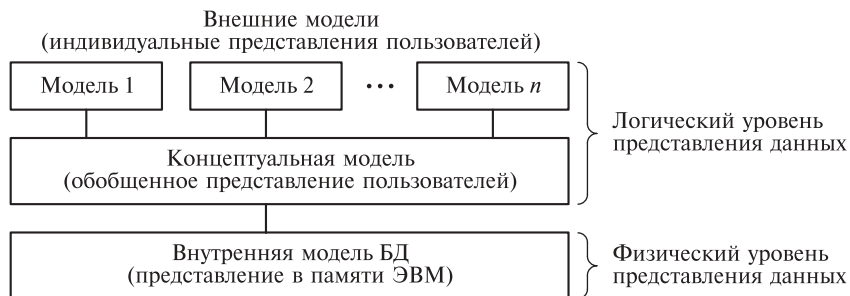 Внешние модели
(индивидуальные представления пользователей)
Модель 1
Модель 2
...
Модель n
Логический уровень
представления данных
Концептуальная модель
(обобщенное представление пользователей)
Внутренняя модель БД
(представление в памяти ЭВМ)
Физический уровень
представления данных